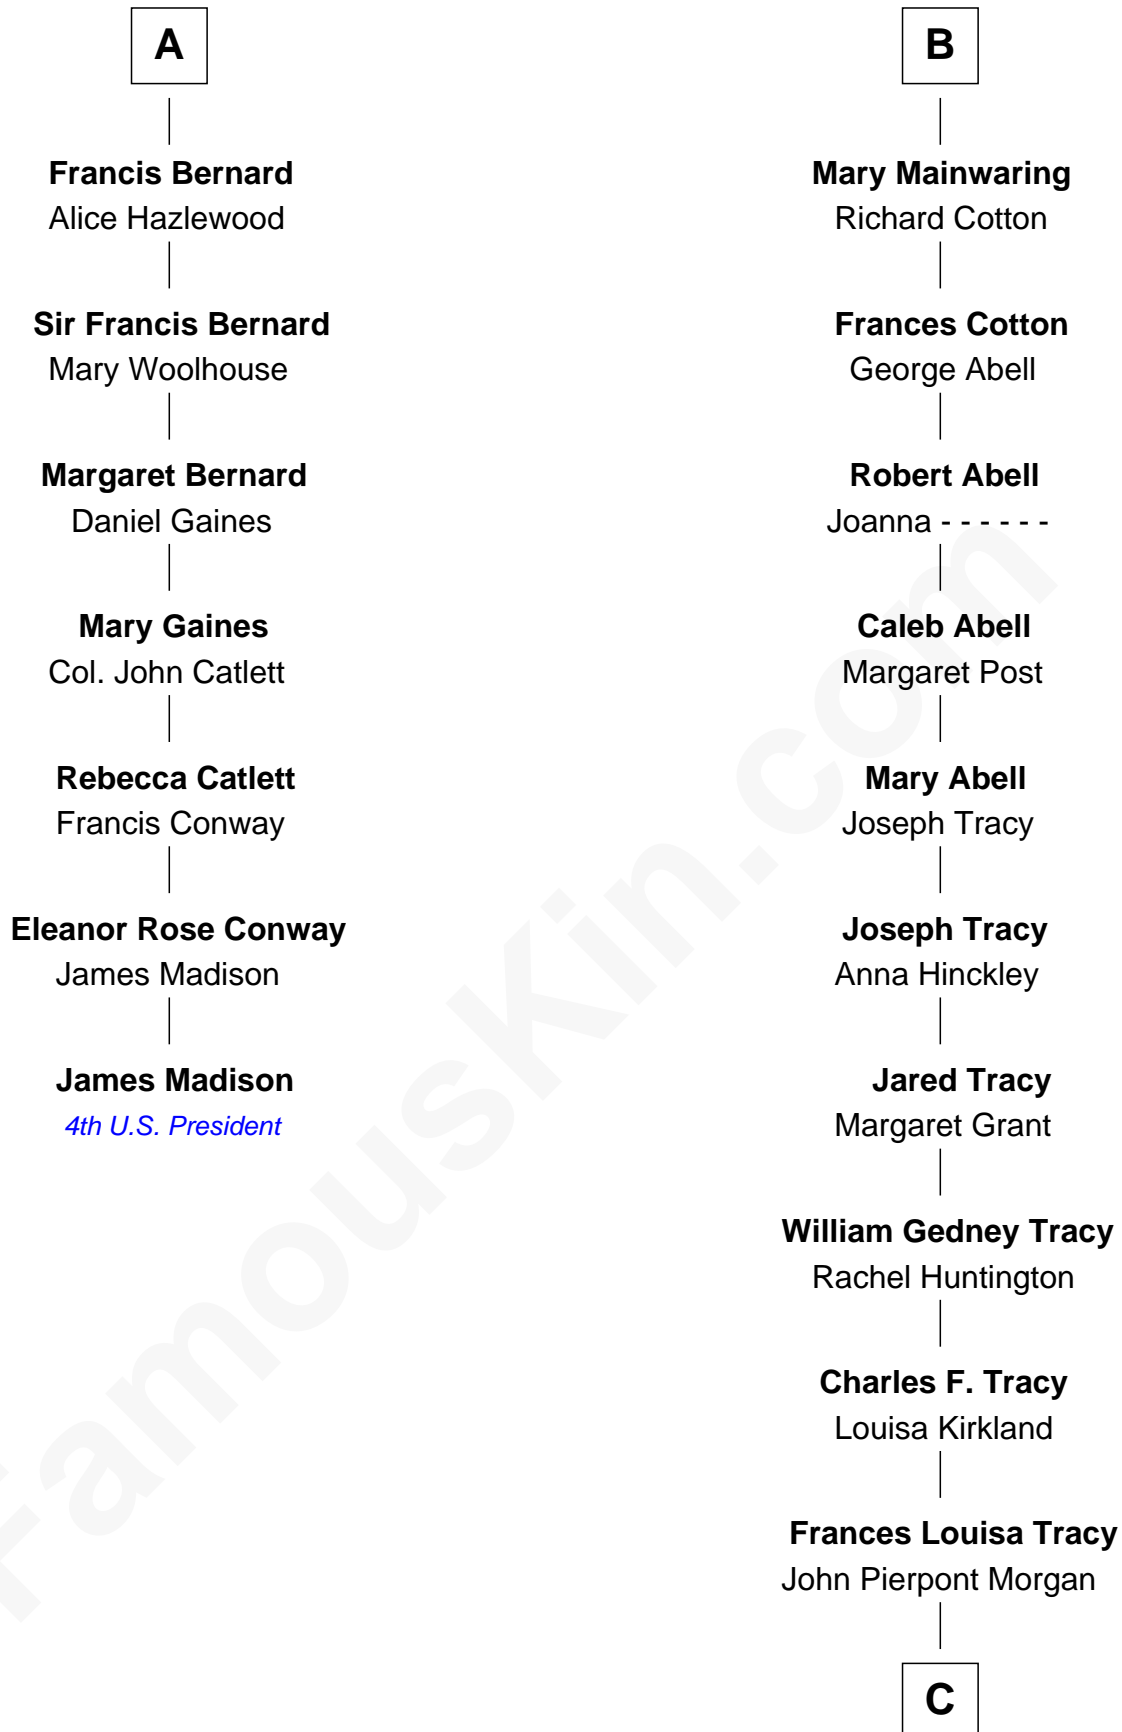 A
Francis Bernard
Alice Hazlewood
Sir Francis Bernard
Mary Woolhouse
Margaret Bernard
Daniel Gaines
Mary Gaines
Col. John Catlett
Rebecca Catlett
Francis Conway
Eleanor Rose Conway
James Madison
James Madison
4th U.S. President
B
Mary Mainwaring
Richard Cotton
Frances Cotton
George Abell
Robert Abell
Joanna - - - - - -
Caleb Abell
Margaret Post
Mary Abell
Joseph Tracy
Joseph Tracy
Anna Hinckley
Jared Tracy
Margaret Grant
William Gedney Tracy
Rachel Huntington
Charles F. Tracy
Louisa Kirkland
Frances Louisa Tracy
John Pierpont Morgan
C
FamousKin.com